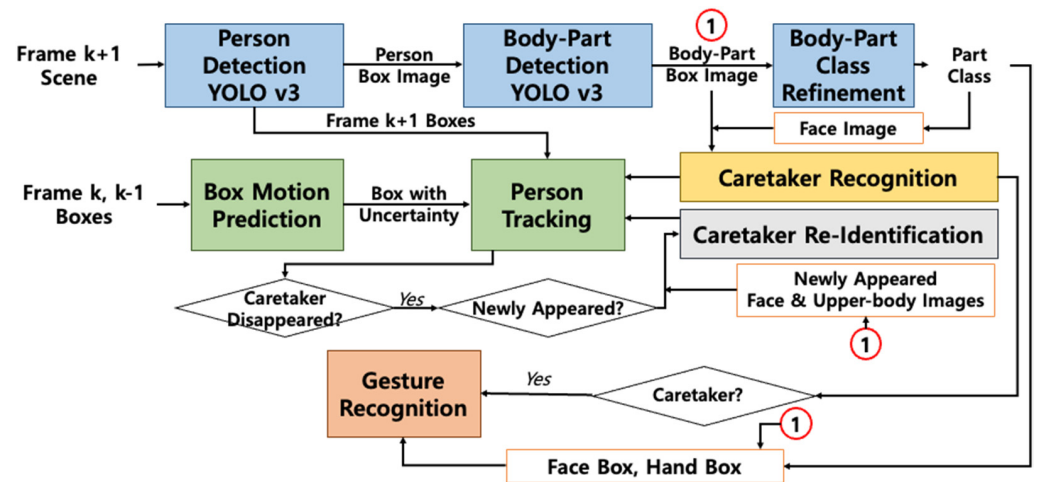 Frame k+1
Scene
Person
Detection
YOLO v3
Person
Box Image
Body-Part
Detection
YOLO v3
1
Body-Part
Box Image
Body-Part
Class
Refinement
Part
Class
Frame k+1 Boxes
Face Image
Frame k, k-1
Boxes
Box Motion
Prediction
Box with
Uncertainty
Person
Tracking
Caretaker Recognition
Caretaker Re-Identification
Caretaker
Disappeared?
Yes
Newly Appeared?
Newly Appeared
Face & Upper-body Images
1
Gesture
Recognition
Yes
Caretaker?
1
Face Box, Hand Box